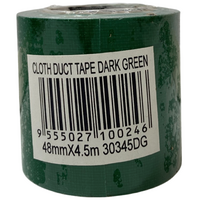 CLOTH DUCT TAPE DARK GREEN
9 555027 100246
48mmX4.5m 30345DG